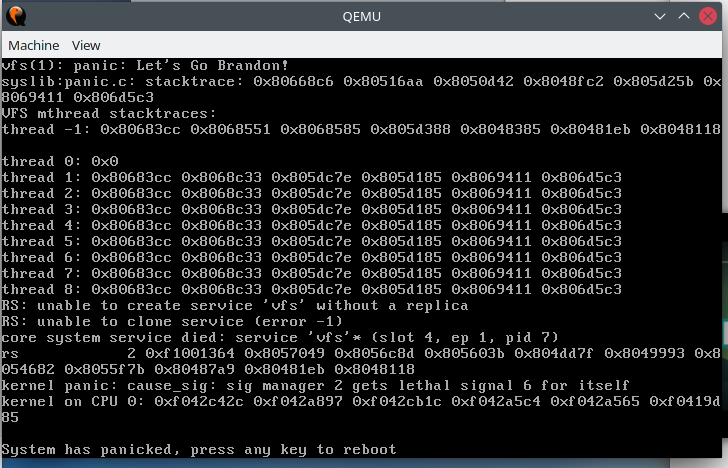 QEMU
Machine View
vfs(1): panic: Let's Go Brandon!
syslib:panic.c: stacktrace: 0x80668c6 0x80516aa 0x8050d42 0x8048fc2 0x805d25b 0x
8069411 0x806d5c3
VFS mthread stacktraces:
thread -1: 0x80683cc 0x8068551 0x8068585 0x805d388 0x8048385 0x80481eb 0x8048118
thread 0: 0x0
thread 1: 0x80683cc 0x8068c33 0x805dc7e 0x805d185 0x8069411 0x806d5c3
thread 2: 0x80683cc 0x8068c33 0x805dc7e 0x805d185 0x8069411 0x806d5c3
thread 3: 0x80683cc 0x8068c33 0x805dc7e 0x805d185 0x8069411 0x806d5c3
thread 4: 0x80683cc 0x8068c33 0x805dc7e 0x805d185 0x8069411 0x806d5c3
thread 5: 0x80683cc 0x8068c33 0x805dc7e 0x805d185 0x8069411 0x806d5c3
thread 6: 0x80683cc 0x8068c33 0x805dc7e 0x805d185 0x8069411 0x806d5c3
thread 7: 0x80683cc 0x8068c33 0x805dc7e 0x805d185 0x8069411 0x806d5c3
thread 8: 0x80683cc 0x8068c33 0x805dc7e 0x805d185 0x8069411 0x806d5c3
RS: unable to create service 'vfs' without a replica
RS: unable to clone service (error -1)
core system service died: service 'vfs'* (slot 4, ep 1, pid 7)
rs 2 0xf1001364 0x8057049 0x8056c8d 0x805603b 0x804dd7f 0x8049993 0x8
054682 0x8055f7b 0x80487a9 0x80481eb 0x8048118
kernel panic: cause_sig: sig manager 2 gets lethal signal 6 for itself
kernel on CPU 0: 0xf042c42c 0xf042a897 0xf042cb1c 0xf042a5c4 0xf042a565 0xf0419d
85
System has panicked, press any key to reboot